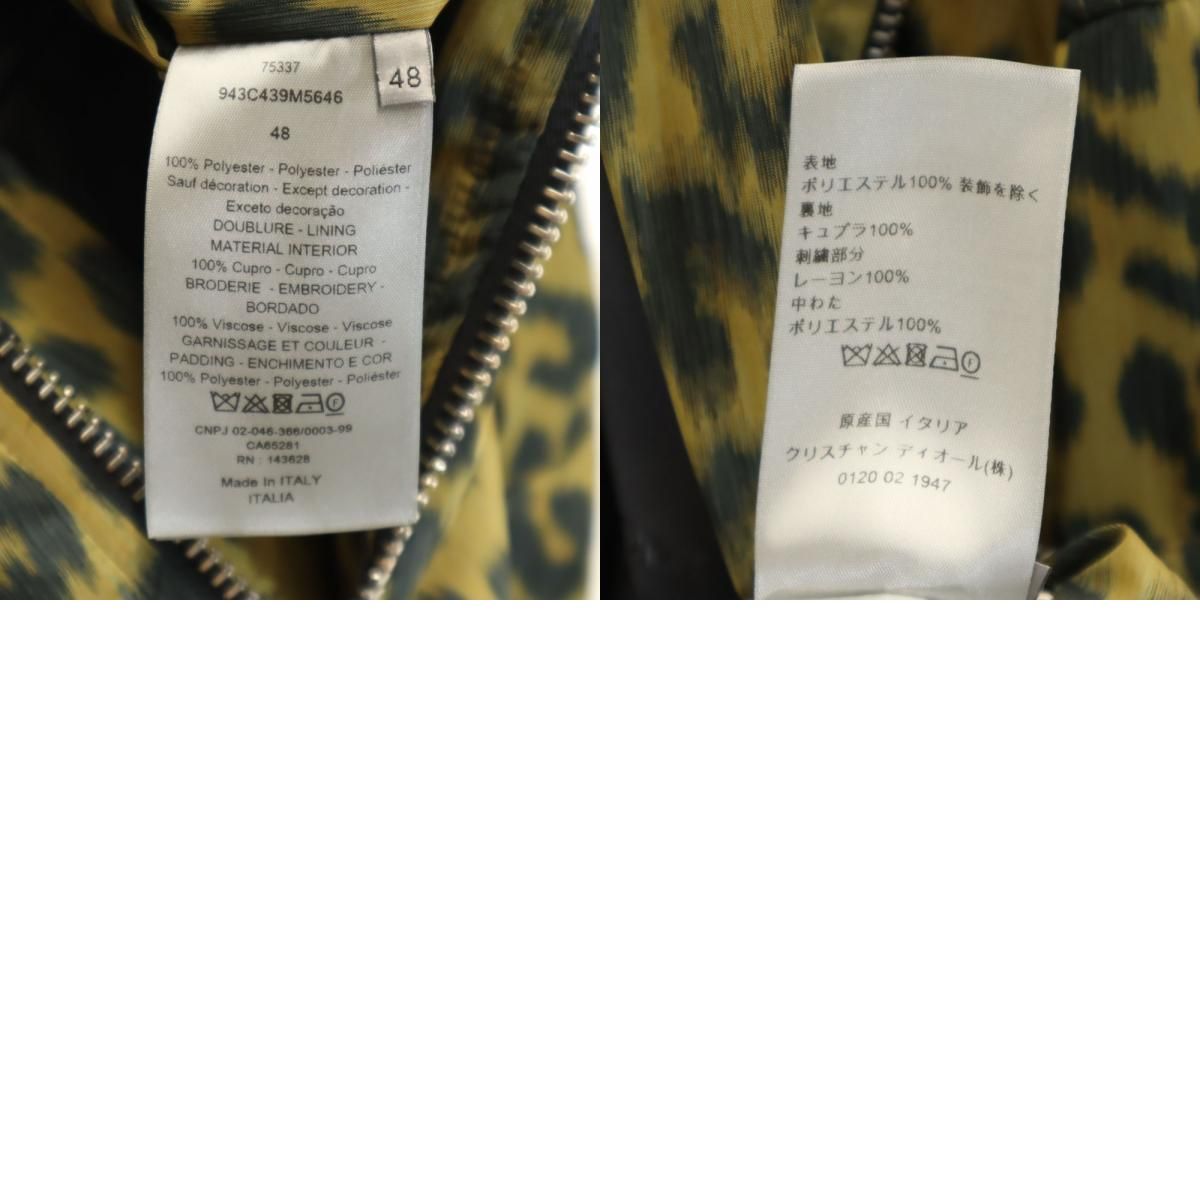 75337
943C439M5646
48
48
100% Polyester - Polyester - Poliéster
Sauf décoration - Except decoration -
Exceto decoração
DOUBLURE - LINING
MATERIAL INTERIOR
100% Cupro - Cupro - Cupro
BRODERIE - EMBROIDERY -
BORDADO
100% Viscose - Viscose - Viscose
GARNISSAGE ET COULEUR -
PADDING - ENCHIMENTO E COR
100% Polyester - Polyester - Poliéster
CNPJ 02-046-366/0003-99
CA65281
RN : 143628
Made In ITALY
ITALIA
表地
ポリエステル100% 装飾を除く
裏地
キュプラ100%
刺繍部分
レーヨン100%
中わた
ポリエステル100%
原産国 イタリア
クリスチャン ディオール(株)
0120 02 1947